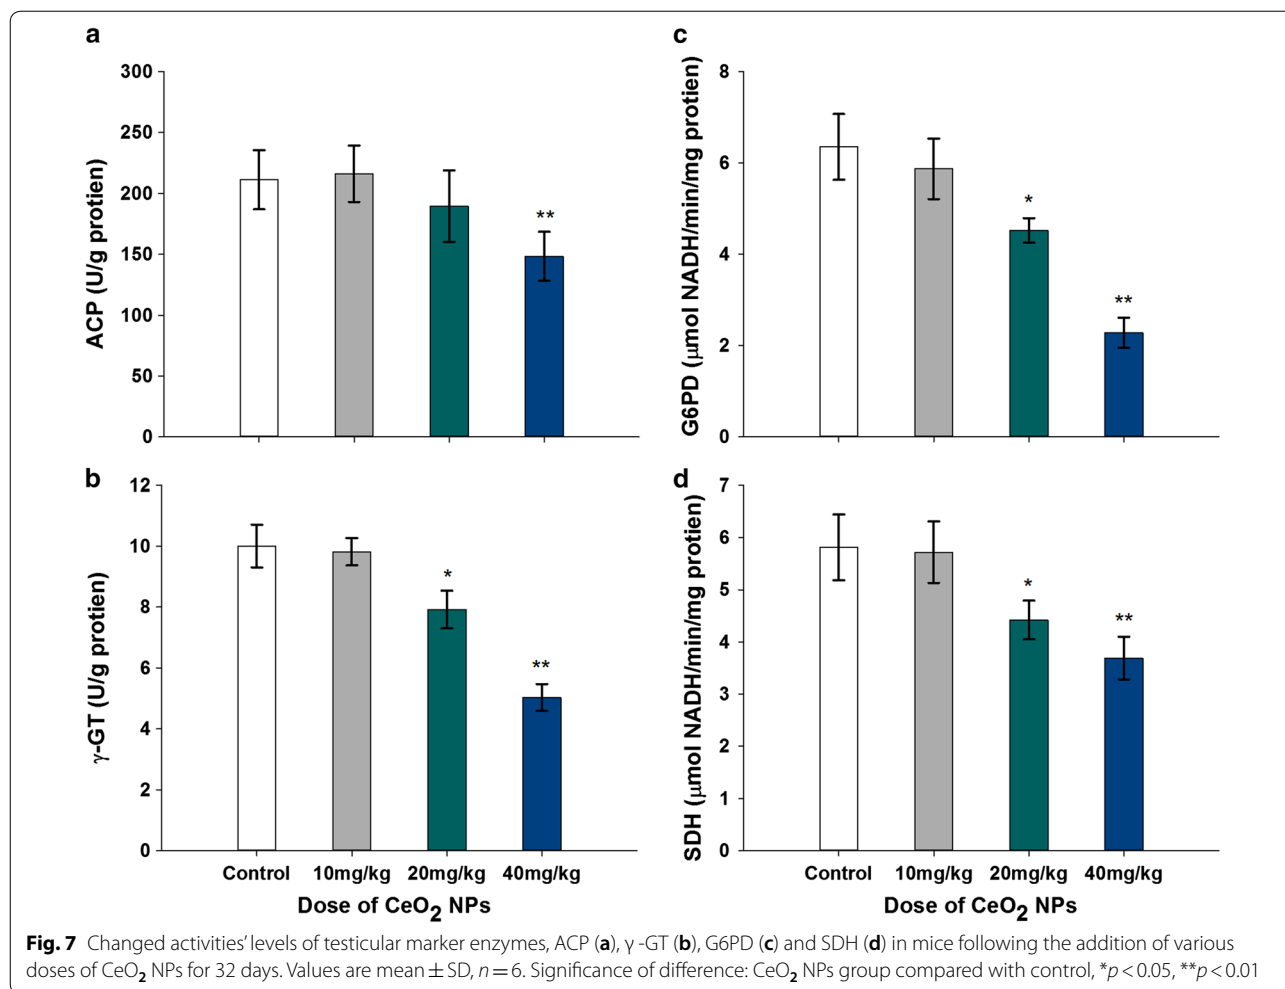 a
300
250
200
150
100
50
0
ACP (U/g protien)
**
b
12
10
8
6
4
2
0
γ-GT (U/g protien)
*
**
Control 10mg/kg 20mg/kg 40mg/kg
Dose of CeO2 NPs
c
8
6
4
2
0
G6PD (μmol NADH/min/mg protien)
*
**
d
7
6
5
4
3
2
1
0
SDH (μmol NADH/min/mg protien)
*
**
Control 10mg/kg 20mg/kg 40mg/kg
Dose of CeO2 NPs
Fig. 7 Changed activities' levels of testicular marker enzymes, ACP (a), γ -GT (b), G6PD (c) and SDH (d) in mice following the addition of various
doses of CeO2 NPs for 32 days. Values are mean ± SD, n = 6. Significance of difference: CeO2 NPs group compared with control, *p < 0.05, **p < 0.01